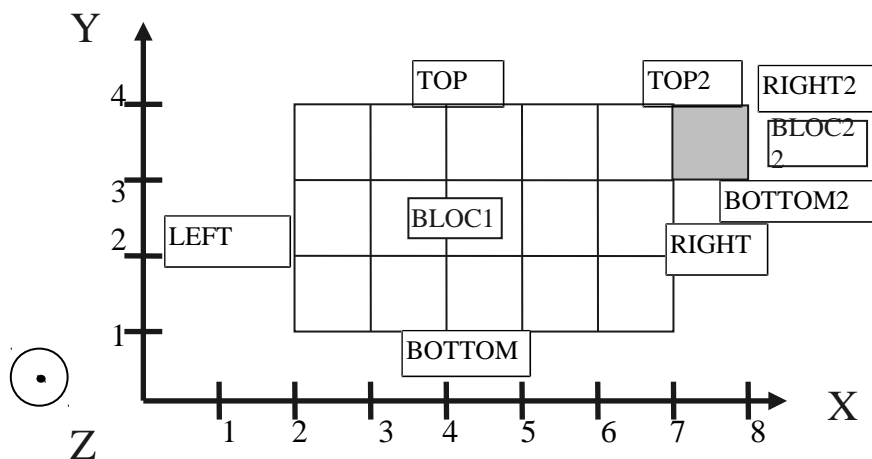 Y
TOP
TOP2
RIGHT2
4
BLOC2
2
3
BOTTOM2
BLOC1
LEFT
2
RIGHT
1
BOTTOM
X
Z
1
2
3
4
5
6
7
8